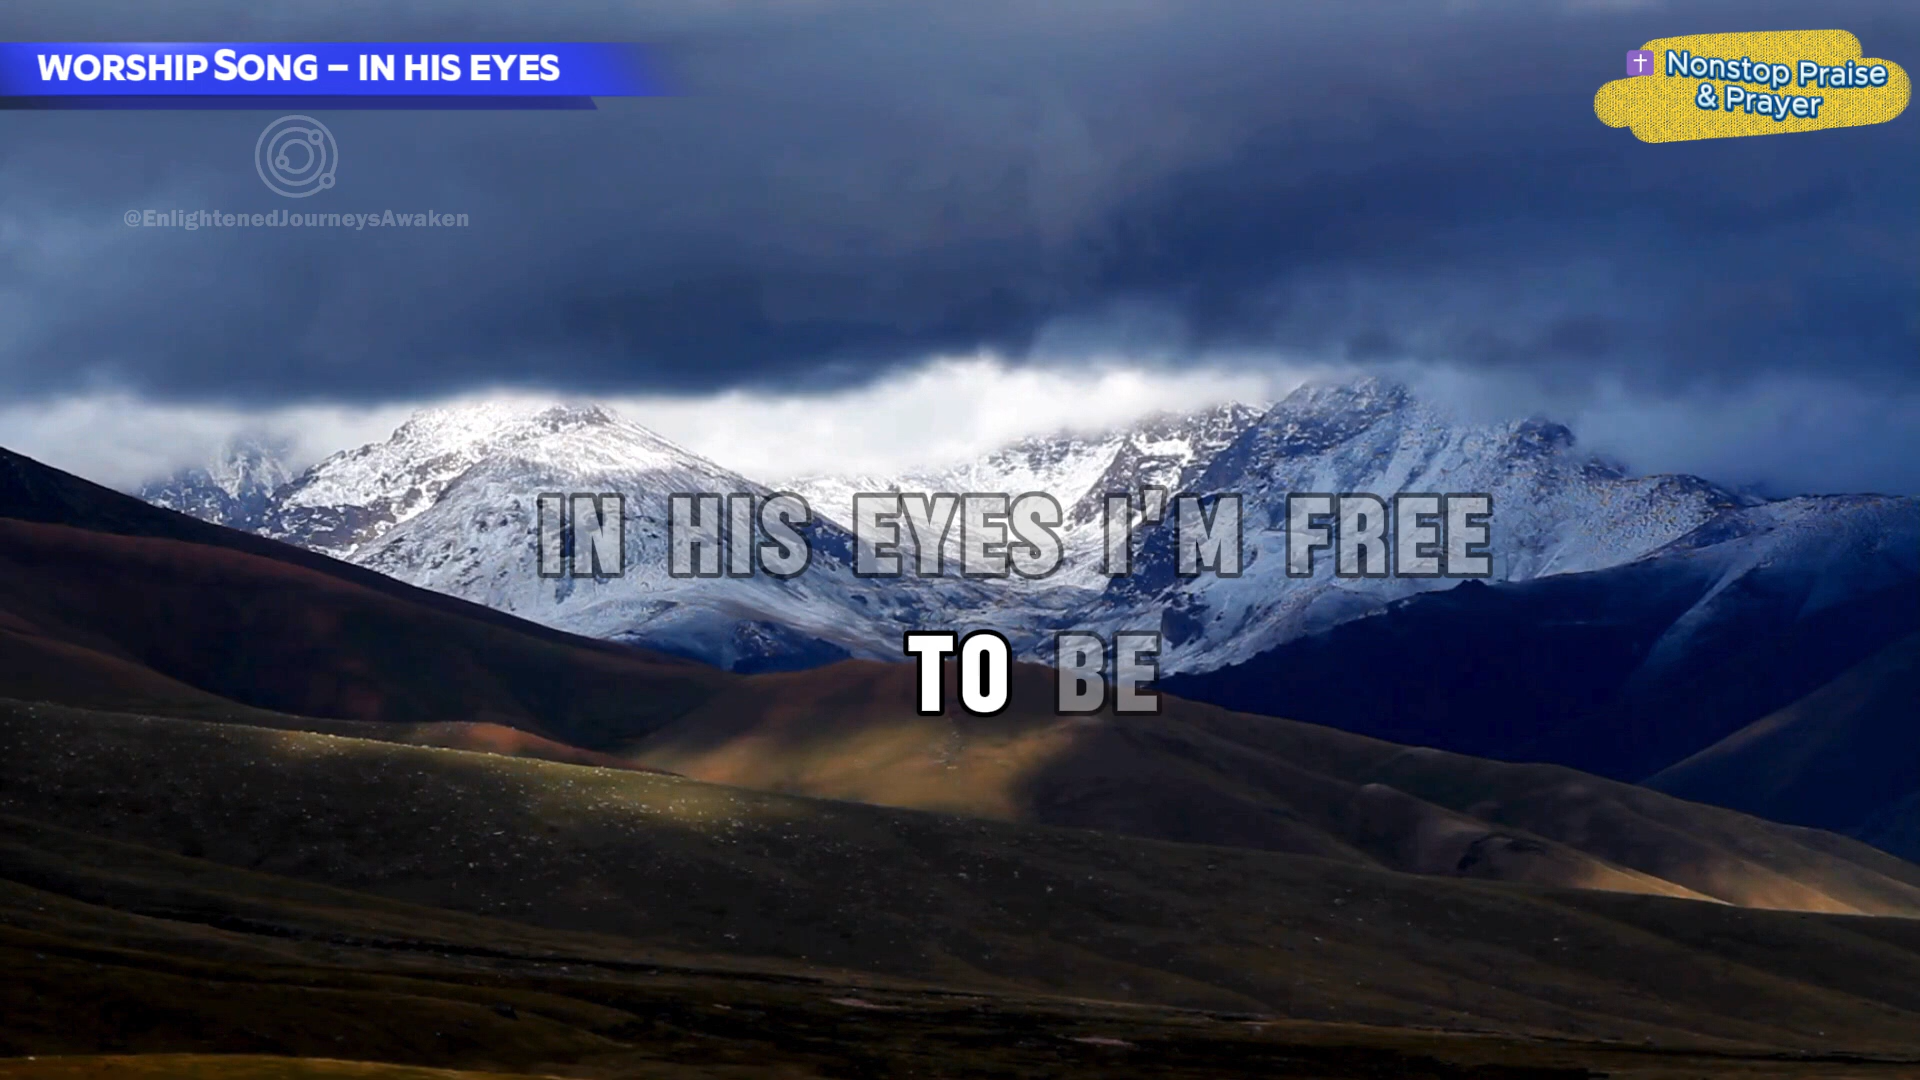 WORSHIP SONG – IN HIS EYES
✝ Nonstop Praise
& Prayer
@EnlightenedJourneysAwaken
IN HIS EYES I'M FREE
TO BE